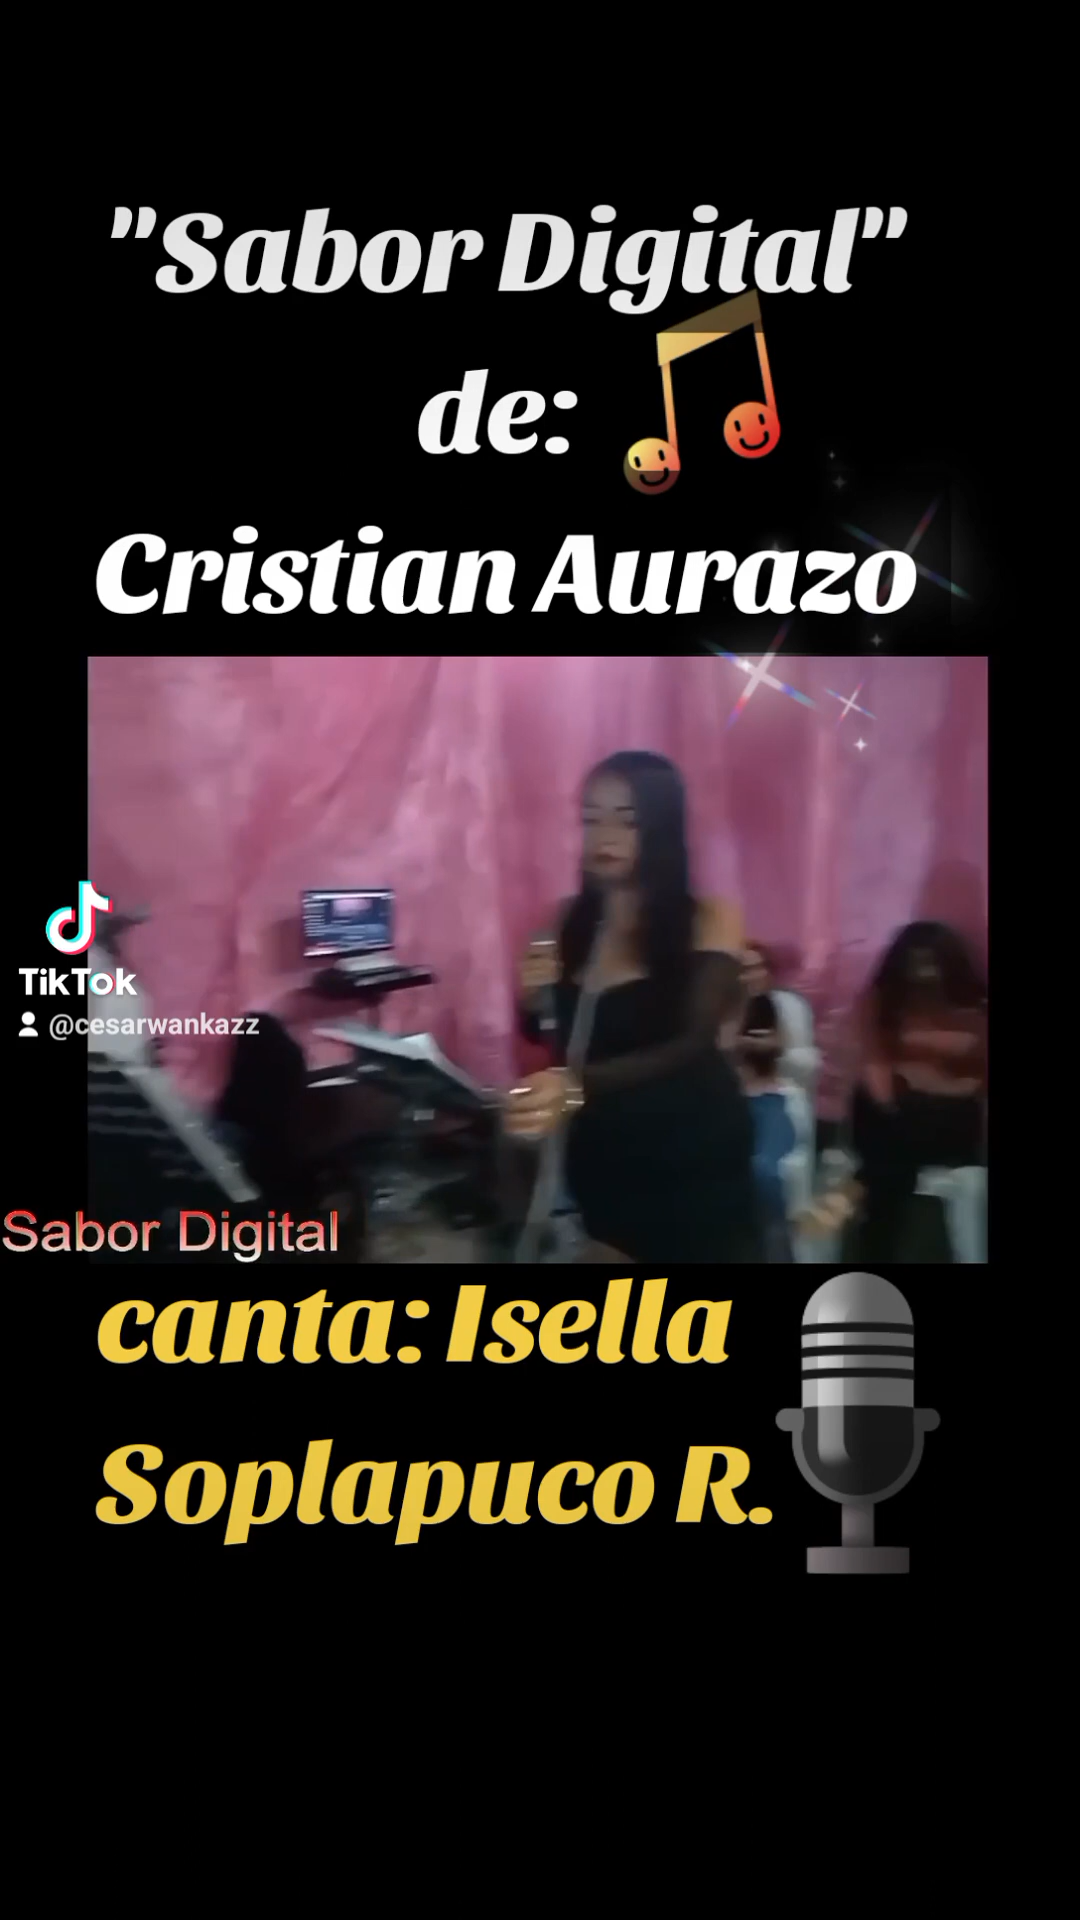 "Sabor Digital"
de:
Cristian Aurazo
TikTok
@cesarwankazz
Sabor Digital
canta: Isella
Soplapuco R.